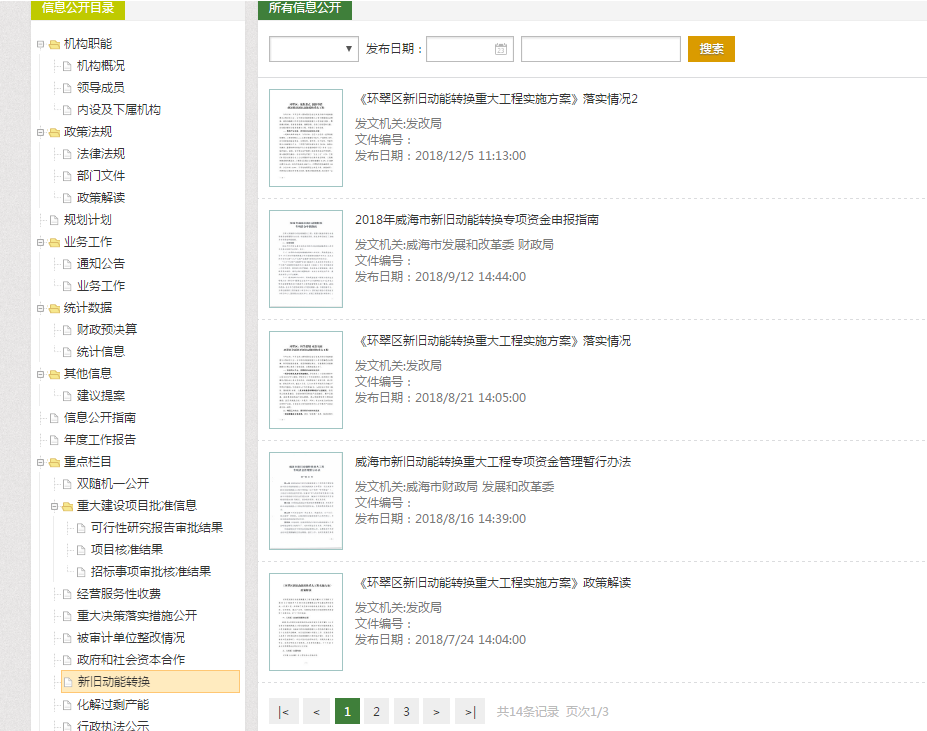 信息公开目录
机构职能
机构概况
领导成员
内设及下属机构
政策法规
法律法规
部门文件
政策解读
规划计划
业务工作
通知公告
业务工作
统计数据
财政预决算
统计信息
其他信息
建议提案
信息公开指南
年度工作报告
重点栏目
双随机一公开
重大建设项目批准信息
可行性研究报告审批结果
项目核准结果
招标事项审批核准结果
经营服务性收费
重大决策落实措施公开
被审计单位整改情况
政府和社会资本合作
新旧动能转换
化解过剩产能
行政执法公示
所有信息公开
发布日期：
搜索
《环翠区新旧动能转换重大工程实施方案》落实情况2
发文机关:发改局
文件编号：
发布日期：2018/12/5 11:13:00
2018年威海市新旧动能转换专项资金申报指南
发文机关:威海市发展和改革委 财政局
文件编号：
发布日期：2018/9/12 14:44:00
《环翠区新旧动能转换重大工程实施方案》落实情况
发文机关:发改局
文件编号：
发布日期：2018/8/21 14:05:00
威海市新旧动能转换重大工程专项资金管理暂行办法
发文机关:威海市财政局 发展和改革委
文件编号：
发布日期：2018/8/16 14:39:00
《环翠区新旧动能转换重大工程实施方案》政策解读
发文机关:发改局
文件编号：
发布日期：2018/7/24 14:04:00
|< < 1 2 3 > >| 共14条记录 页次1/3